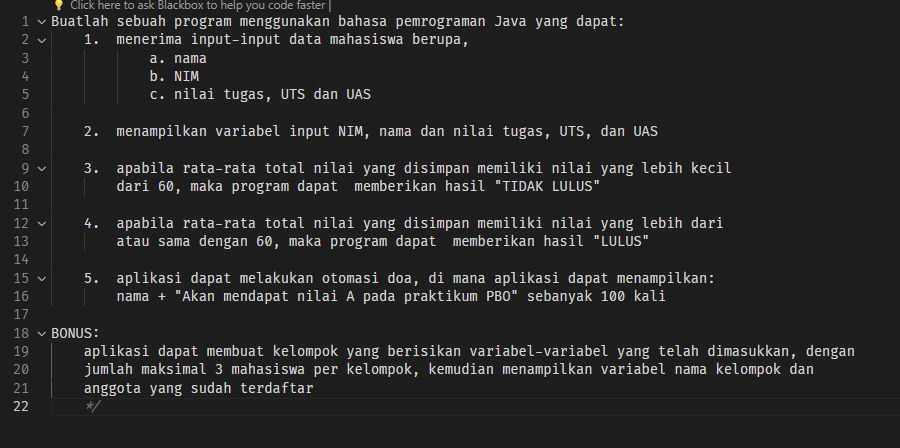 Click here to ask Blackbox to help you code faster |
1 Buatlah sebuah program menggunakan bahasa pemrograman Java yang dapat:
2 1. menerima input-input data mahasiswa berupa,
3 a. nama
4 b. NIM
5 c. nilai tugas, UTS dan UAS
6
7 2. menampilkan variabel input NIM, nama dan nilai tugas, UTS, dan UAS
8
9 3. apabila rata-rata total nilai yang disimpan memiliki nilai yang lebih kecil
10 dari 60, maka program dapat  memberikan hasil "TIDAK LULUS"
11
12 4. apabila rata-rata total nilai yang disimpan memiliki nilai yang lebih dari
13 atau sama dengan 60, maka program dapat  memberikan hasil "LULUS"
14
15 5. aplikasi dapat melakukan otomasi doa, di mana aplikasi dapat menampilkan:
16 nama + "Akan mendapat nilai A pada praktikum PBO" sebanyak 100 kali
17
18 BONUS:
19 aplikasi dapat membuat kelompok yang berisikan variabel-variabel yang telah dimasukkan, dengan
20 jumlah maksimal 3 mahasiswa per kelompok, kemudian menampilkan variabel nama kelompok dan
21 anggota yang sudah terdaftar
22 */